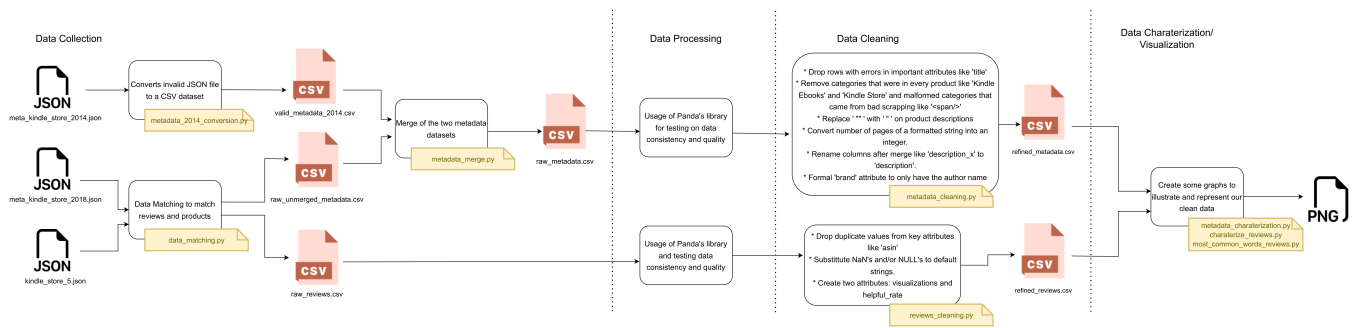 Data Collection
Data Processing
Data Cleaning
Data Charaterization/
Visualization
JSON
meta_kindle_store_2014.json
Converts invalid JSON file
to a CSV dataset
metadata_2014_conversion.py
CSV
valid_metadata_2014.csv
JSON
meta_kindle_store_2018.json
JSON
kindle_store_5.json
Data Matching to match
reviews and products
data_matching.py
CSV
raw_unmerged_metadata.csv
CSV
raw_reviews.csv
Merge of the two metadata
datasets
metadata_merge.py
CSV
raw_metadata.csv
Usage of Panda's library
for testing on data
consistency and quality
Usage of Panda's library
and testing data
consistency and quality
* Drop rows with errors in important attributes like 'title'
* Remove categories that were in every product like 'Kindle
Ebooks' and 'Kindle Store' and malformed categories that
came from bad scrapping like '<span/>'
* Replace ' "" ' with ' " ' on product descriptions
* Convert number of pages of a formatted string into an
integer.
* Rename columns after merge like 'description_x' to
'description'.
* Formal 'brand' attribute to only have the author name
metadata_cleaning.py
* Drop duplicate values from key attributes
like 'asin'
* Substitute NaN's and/or NULL's to default
strings.
* Create two attributes: visualizations and
helpful_rate
reviews_cleaning.py
CSV
refined_metadata.csv
CSV
refined_reviews.csv
Create some graphs to
illustrate and represent our
clean data
metadata_charaterization.py
charaterize_reviews.py
most_common_words_reviews.py
PNG